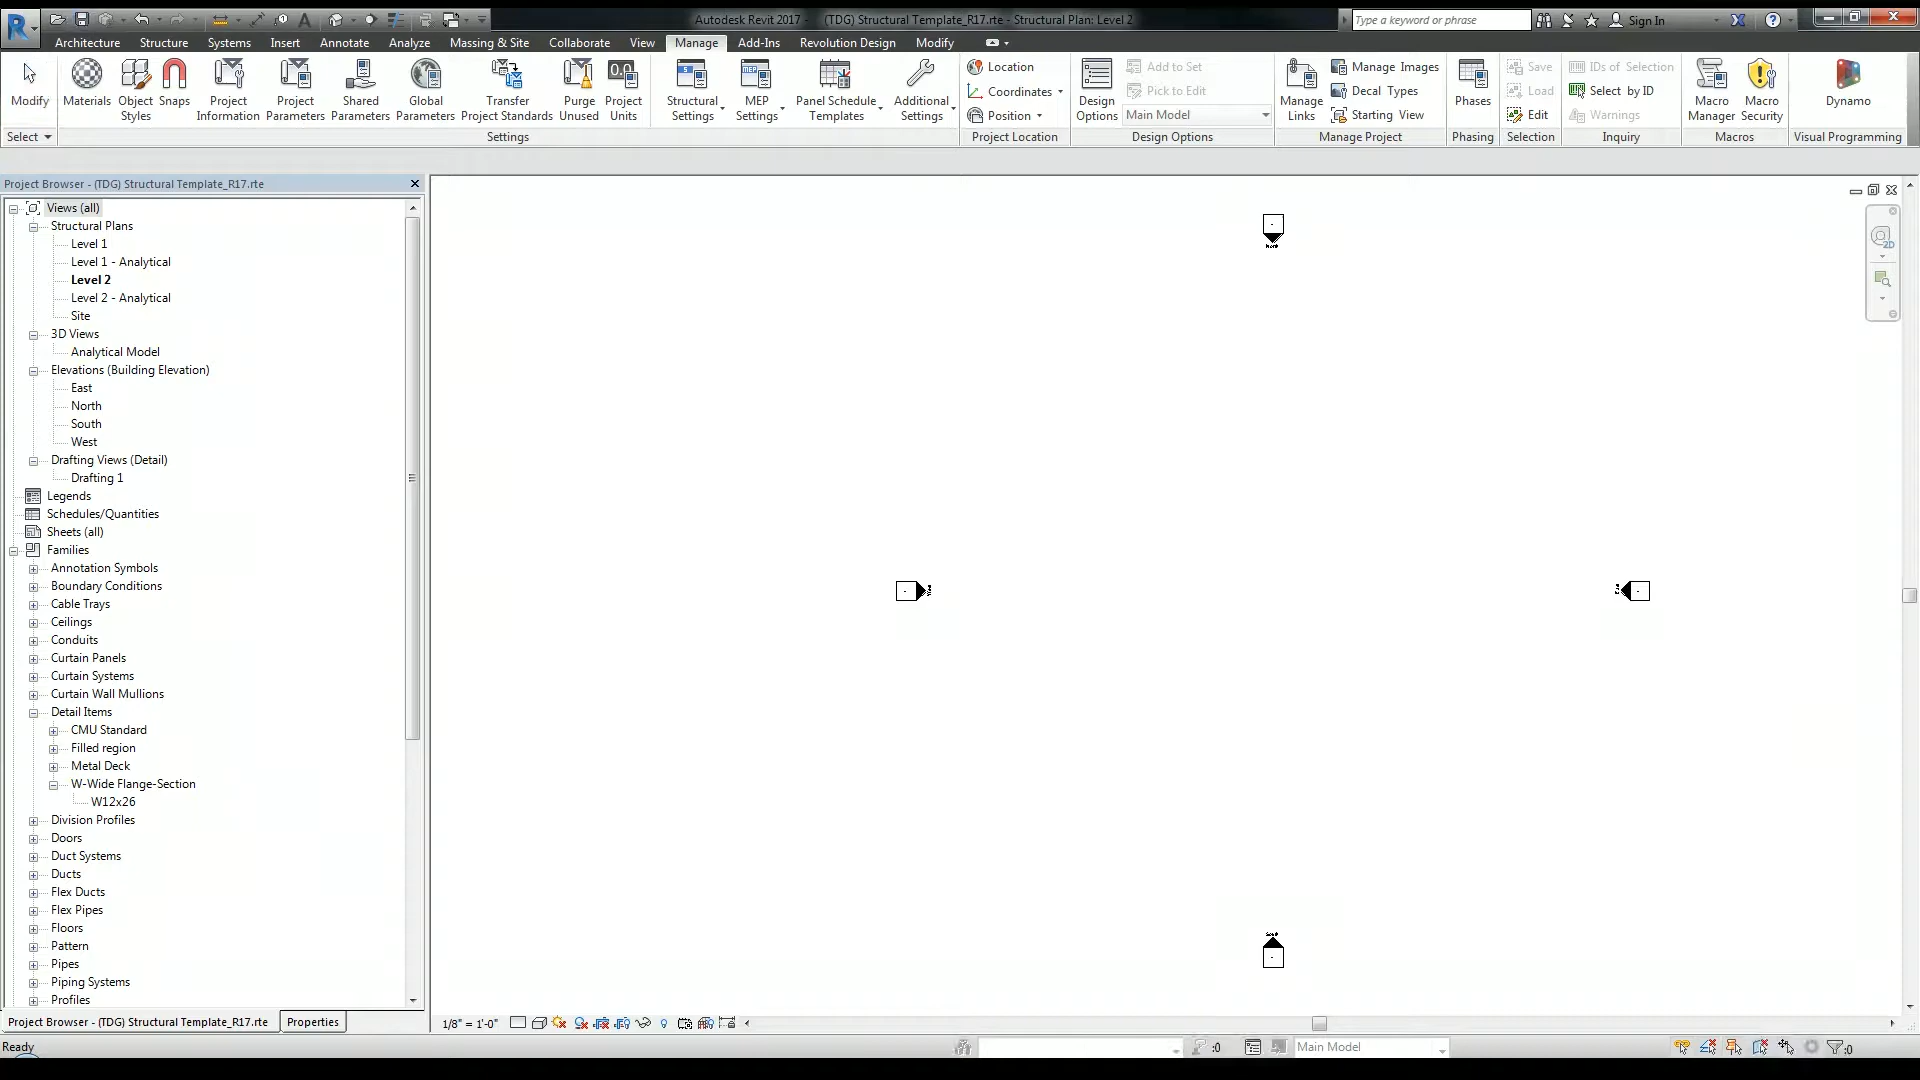 Autodesk Revit 2017 - (TDG) Structural Template_R17.rte - Structural Plan: Level 2
Type a keyword or phrase
Sign In
Architecture Structure Systems Insert Annotate Analyze Massing & Site Collaborate View Manage Add-Ins Revolution Design Modify
Modify
Materials
Object Styles
Snaps
Project Information
Project Parameters
Shared Parameters
Global Parameters
Transfer Project Standards
Purge Unused
Project Units
Structural Settings
MEP Settings
Panel Schedule Templates
Additional Settings
Location
Coordinates
Position
Design Options
Add to Set
Pick to Edit
Main Model
Manage Links
Manage Images
Decal Types
Starting View
Phases
Save
Load
Edit
IDs of Selection
Select by ID
Warnings
Macro Manager
Macro Security
Dynamo
Select
Settings
Project Location
Design Options
Manage Project
Phasing
Selection
Inquiry
Macros
Visual Programming
Project Browser - (TDG) Structural Template_R17.rte
Views (all)
Structural Plans
Level 1
Level 1 - Analytical
Level 2
Level 2 - Analytical
Site
3D Views
Analytical Model
Elevations (Building Elevation)
East
North
South
West
Drafting Views (Detail)
Drafting 1
Legends
Schedules/Quantities
Sheets (all)
Families
Annotation Symbols
Boundary Conditions
Cable Trays
Ceilings
Conduits
Curtain Panels
Curtain Systems
Curtain Wall Mullions
Detail Items
CMU Standard
Filled region
Metal Deck
W-Wide Flange-Section
W12x26
Division Profiles
Doors
Duct Systems
Ducts
Flex Ducts
Flex Pipes
Floors
Pattern
Pipes
Piping Systems
Profiles
Project Browser - (TDG) Structural Template_R17.rte
Properties
1/8" = 1'-0"
2D
Ready
:0
Main Model
:0